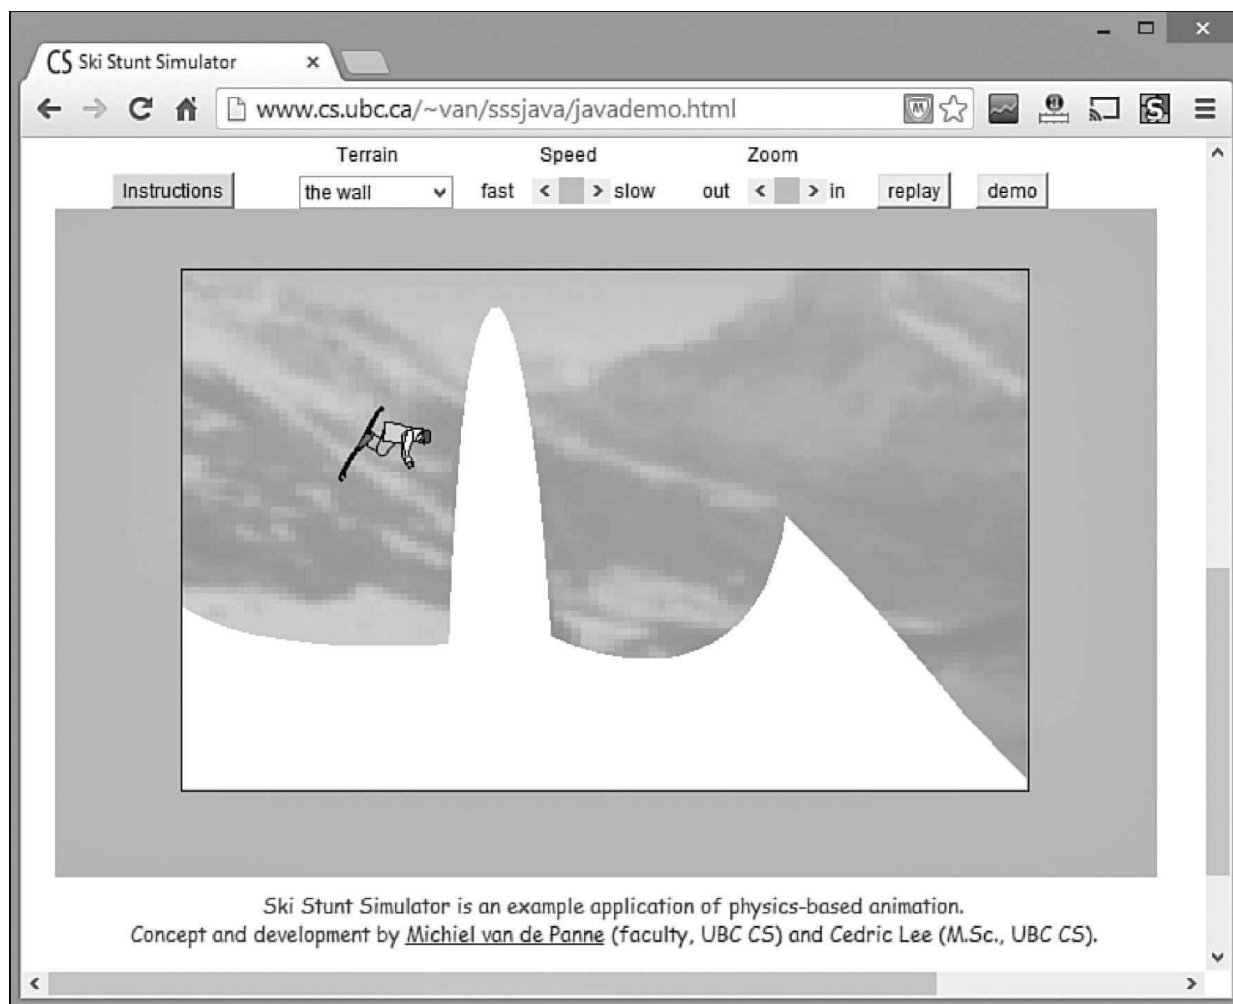 CS Ski Stunt Simulator
www.cs.ubc.ca/~van/sssjava/javademo.html
Terrain Speed Zoom
Instructions the wall fast slow out in replay demo
Ski Stunt Simulator is an example application of physics-based animation.
Concept and development by Michiel van de Panne (faculty, UBC CS) and Cedric Lee (M.Sc., UBC CS).